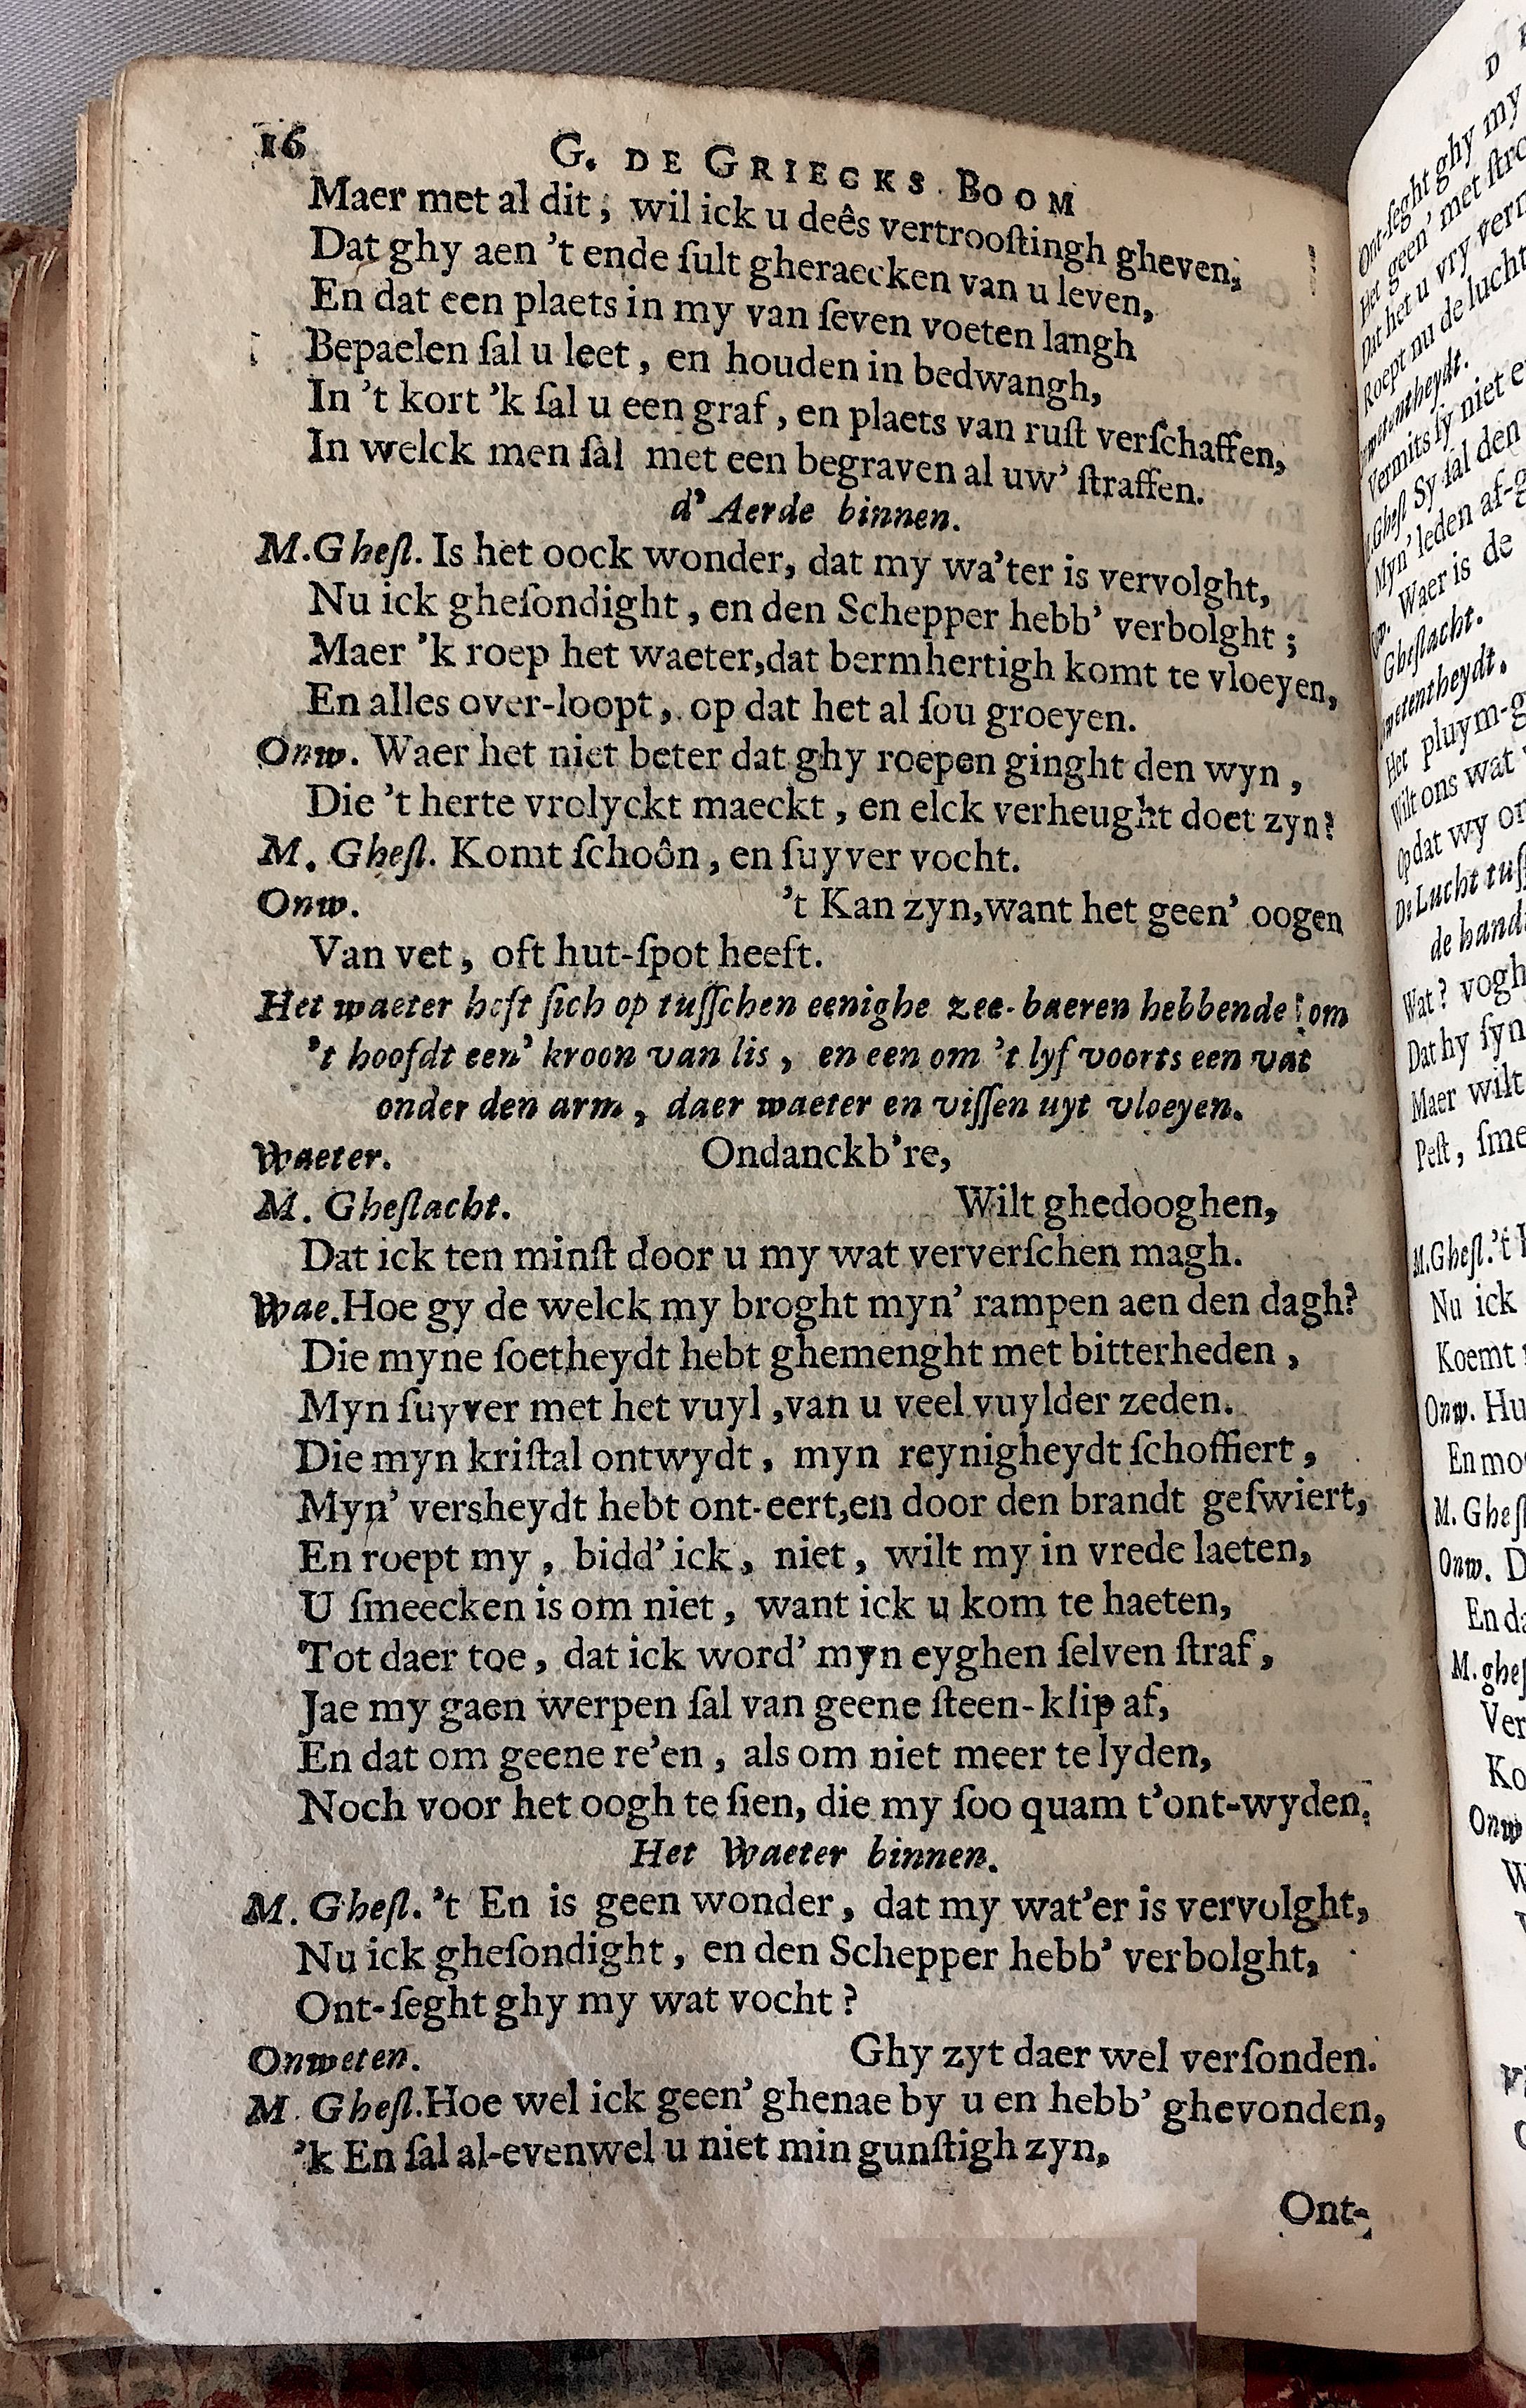 16 G. DE GRIECKS BOOM
Maer met al dit, wil ick u deês vertrooſtingh gheven,
Dat ghy aen 't ende ſult gheraecken van u leven,
En dat een plaets in my van ſeven voeten langh
Bepaelen ſal u leet, en houden in bedwangh,
In 't kort 'k ſal u een graf, en plaets van ruſt verſchaffen,
In welck men ſal met een begraven al uw' ſtraffen.
d' Aerde binnen.
M.Gheſl. Is het oock wonder, dat my wa'ter is vervolght,
Nu ick gheſondight, en den Schepper hebb' verbolght;
Maer 'k roep het waeter,dat bermhertigh komt te vloeyen,
En alles over-loopt, op dat het al ſou groeyen.
Onw. Waer het niet beter dat ghy roepen ginght den wyn,
Die 't herte vrolyckt maeckt, en elck verheught doet zyn?
M. Gheſl. Komt ſchoôn, en ſuyver vocht.
Onw. 't Kan zyn,want het geen' oogen
Van vet, oft hut-ſpot heeft.
Het waeter heft ſich op tuſſchen eenighe zee-baeren hebbende om
't hoofdt een' kroon van lis, en een om 't lyf voorts een vat
onder den arm, daer waeter en viſſen uyt vloeyen.
Waeter. Ondanckb're,
M. Gheſlacht. Wilt ghedooghen,
Dat ick ten minſt door u my wat ververſchen magh.
Wae.Hoe gy de welck my broght myn' rampen aen den dagh?
Die myne ſoetheydt hebt ghemenght met bitterheden,
Myn ſuyver met het vuyl,van u veel vuylder zeden.
Die myn kriſtal ontwydt, myn reynigheydt ſchoffiert,
Myn' versheydt hebt ont-eert,en door den brandt geſwiert,
En roept my, bidd' ick, niet, wilt my in vrede laeten,
U ſmeecken is om niet, want ick u kom te haeten,
Tot daer toe, dat ick word' myn eyghen ſelven ſtraf,
Jae my gaen werpen ſal van geene ſteen-klip af,
En dat om geene re'en, als om niet meer te lyden,
Noch voor het oogh te ſien, die my ſoo quam t'ont-wyden.
Het Waeter binnen.
M. Gheſl. 't En is geen wonder, dat my wat'er is vervolght,
Nu ick gheſondight, en den Schepper hebb' verbolght,
Ont-ſeght ghy my wat vocht?
Onweten. Ghy zyt daer wel verſonden.
M. Gheſl.Hoe wel ick geen' ghenae by u en hebb' ghevonden,
'k En ſal al-evenwel u niet min gunſtigh zyn,
Ont-